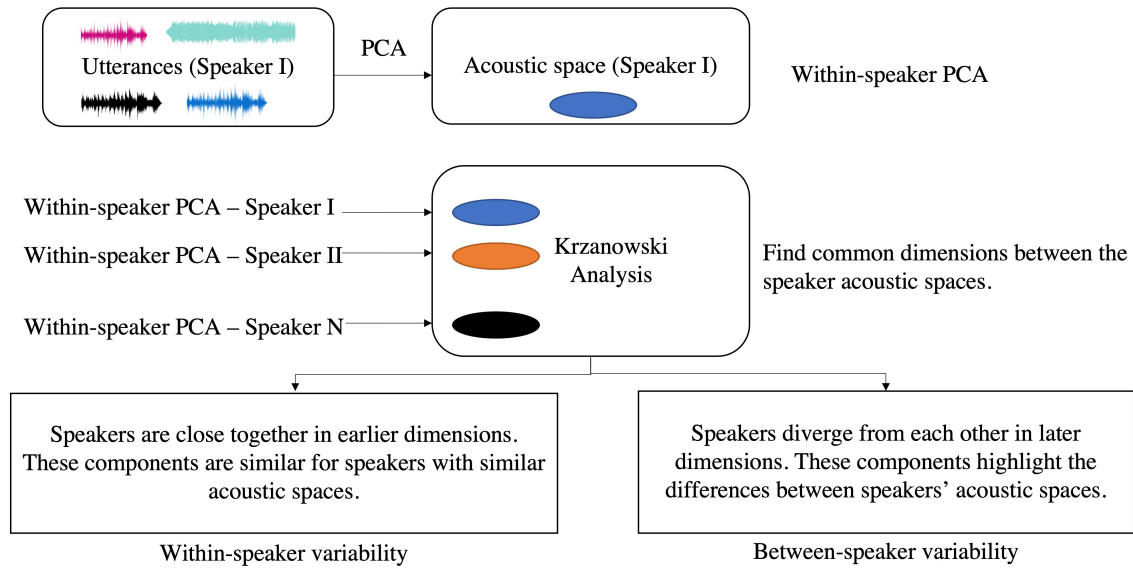 Utterances (Speaker I)
PCA
Acoustic space (Speaker I)
Within-speaker PCA
Within-speaker PCA – Speaker I
Within-speaker PCA – Speaker II
Within-speaker PCA – Speaker N
Krzanowski
Analysis
Find common dimensions between the
speaker acoustic spaces.
Speakers are close together in earlier dimensions.
These components are similar for speakers with similar
acoustic spaces.
Within-speaker variability
Speakers diverge from each other in later
dimensions. These components highlight the
differences between speakers’ acoustic spaces.
Between-speaker variability